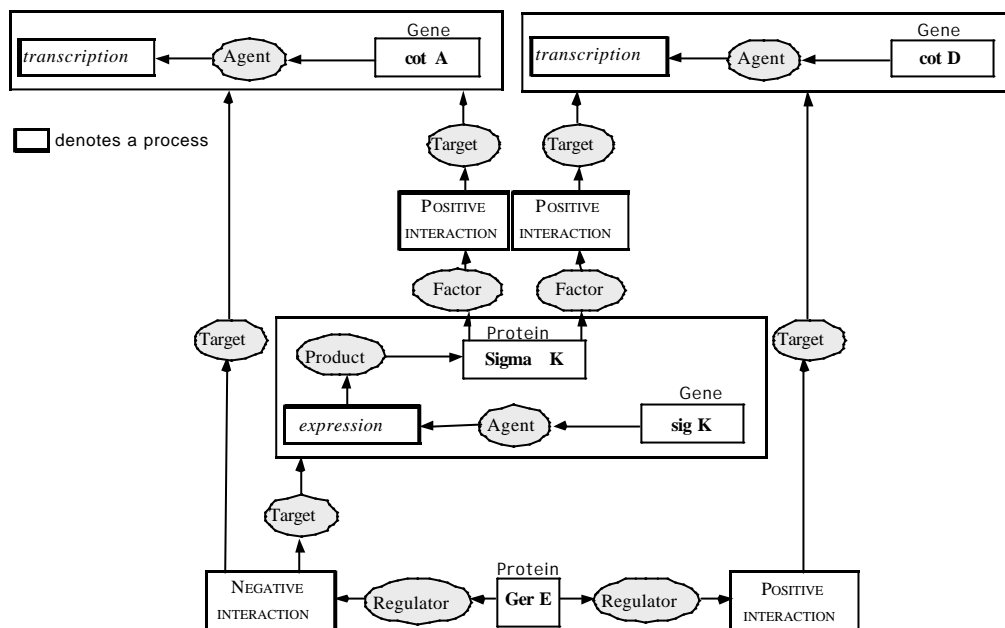 Gene
Gene
transcription
Agent
cot A
transcription
Agent
cot D
denotes a process
Target
Target
POSITIVE
INTERACTION
POSITIVE
INTERACTION
Factor
Factor
Target
Target
Protein
Product
Sigma K
Gene
expression
Agent
sig K
Target
Protein
NEGATIVE
INTERACTION
Regulator
Ger E
Regulator
POSITIVE
INTERACTION